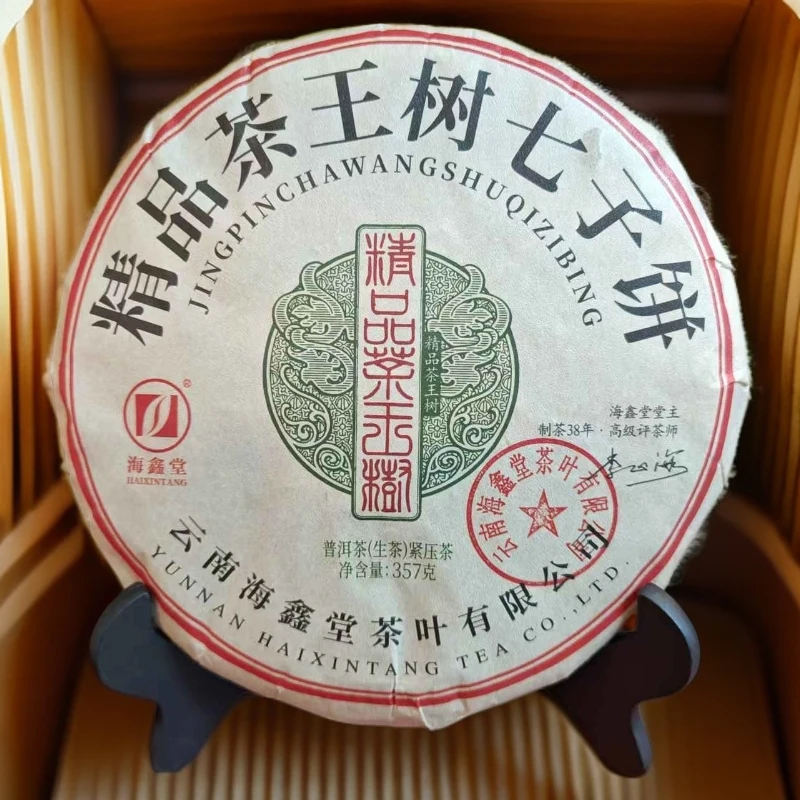 精品茶王树七子饼
JINGPINCHAWANGSHUQIZIBING
精品茶王樹
精品茶王树
®
海鑫堂
HAIXINTANG
海鑫堂堂主
制茶38年·高级评茶师
云南海鑫堂茶叶有限公司
普洱茶(生茶)紧压茶
净含量:357克
云南海鑫堂茶叶有限公司
YUNNAN HAIXINTANG TEA CO.,LTD.